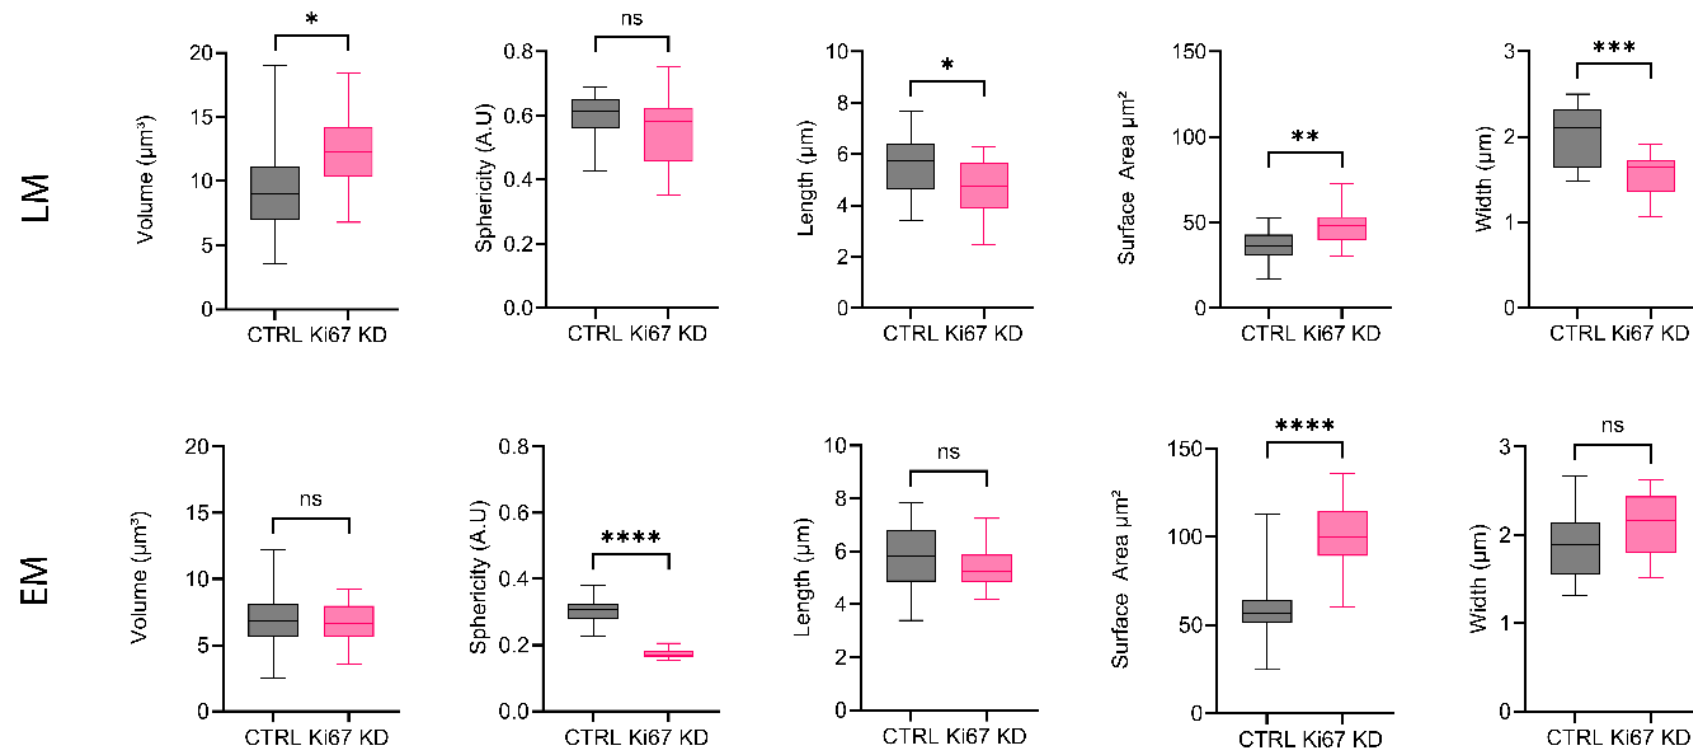 LM
*
Volume (µm³)
20
15
10
5
0
CTRL Ki67 KD
ns
Sphericity (A.U)
0.8
0.6
0.4
0.2
0.0
CTRL Ki67 KD
*
Length (µm)
10
8
6
4
2
0
CTRL Ki67 KD
**
Surface Area µm²
150
100
50
0
CTRL Ki67 KD
***
Width (µm)
3
2
1
0
CTRL Ki67 KD
EM
ns
Volume (µm³)
20
15
10
5
0
CTRL Ki67 KD
****
Sphericity (A.U)
0.8
0.6
0.4
0.2
0.0
CTRL Ki67 KD
ns
Length (µm)
10
8
6
4
2
0
CTRL Ki67 KD
****
Surface Area µm²
150
100
50
0
CTRL Ki67 KD
ns
Width (µm)
3
2
1
0
CTRL Ki67 KD